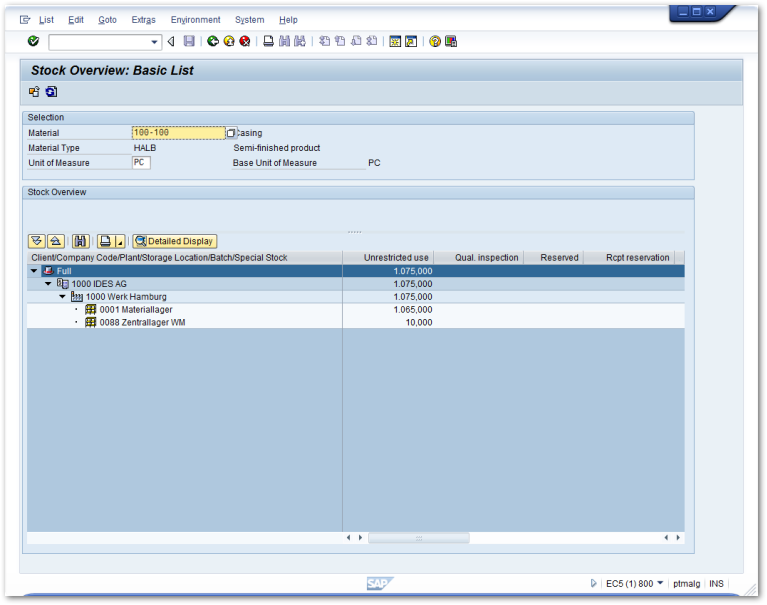 List Edit Goto Extras Environment System Help
Stock Overview: Basic List
Selection
Material 100-100 Casing
Material Type HALB Semi-finished product
Unit of Measure PC Base Unit of Measure PC
Stock Overview
Detailed Display
Client/Company Code/Plant/Storage Location/Batch/Special Stock Unrestricted use Qual. inspection Reserved Rcpt reservation
Full 1.075,000
1000 IDES AG 1.075,000
1000 Werk Hamburg 1.075,000
0001 Materiallager 1.065,000
0088 Zentrallager WM 10,000
SAP EC5 (1) 800 ptmalg INS